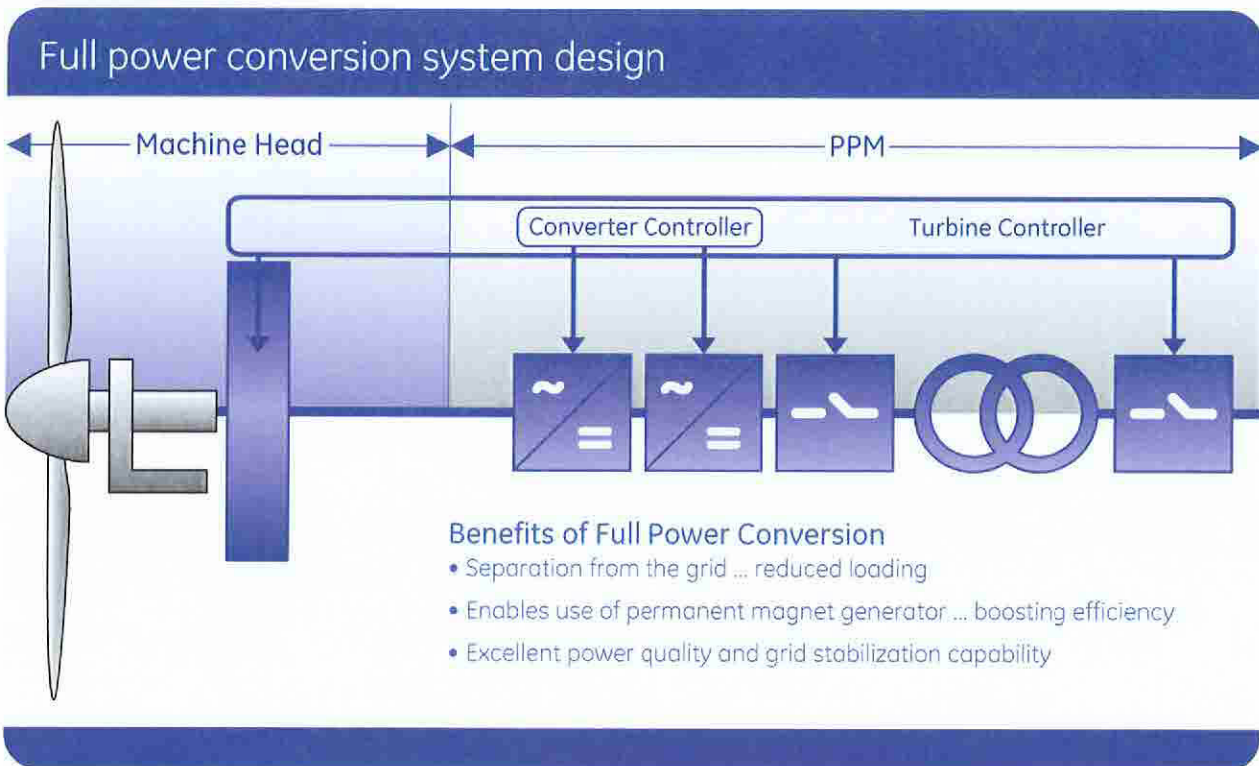 Full power conversion system design
Machine Head
PPM
Converter Controller
Turbine Controller
Benefits of Full Power Conversion
• Separation from the grid ... reduced loading
• Enables use of permanent magnet generator ... boosting efficiency
• Excellent power quality and grid stabilization capability